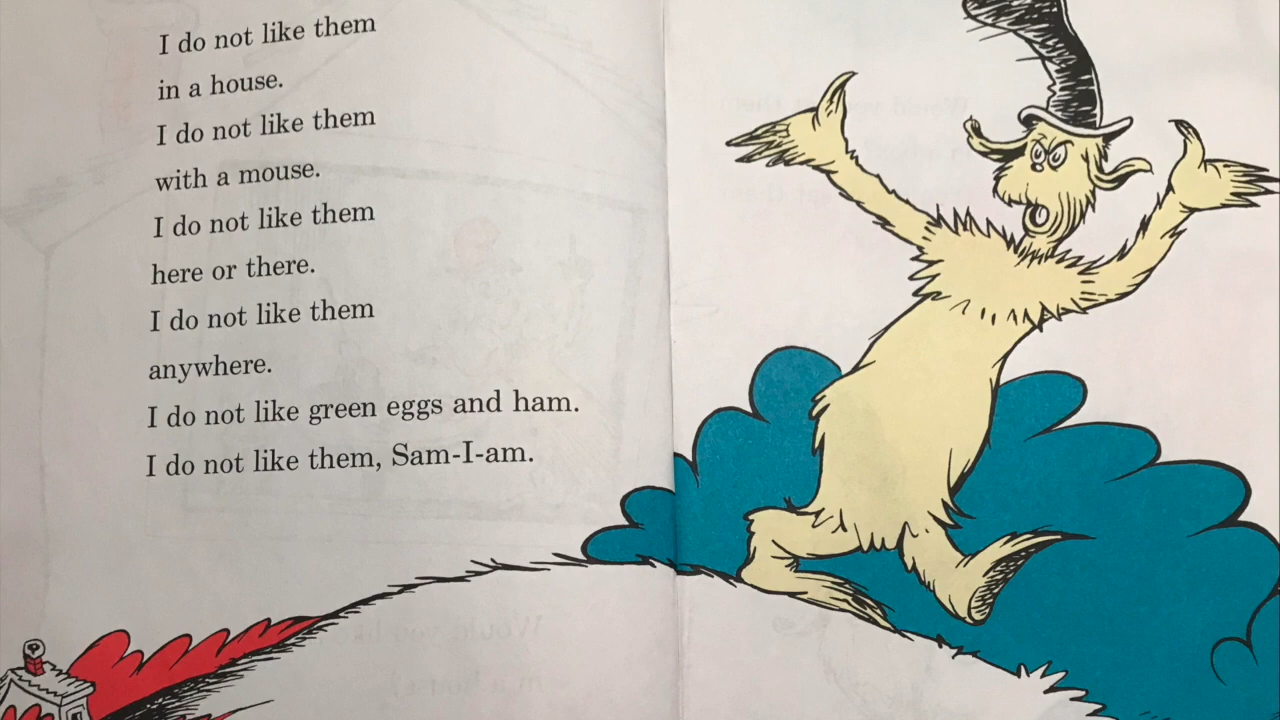 I do not like them
in a house.
I do not like them
with a mouse.
I do not like them
here or there.
I do not like them
anywhere.
I do not like green eggs and ham.
I do not like them, Sam-I-am.